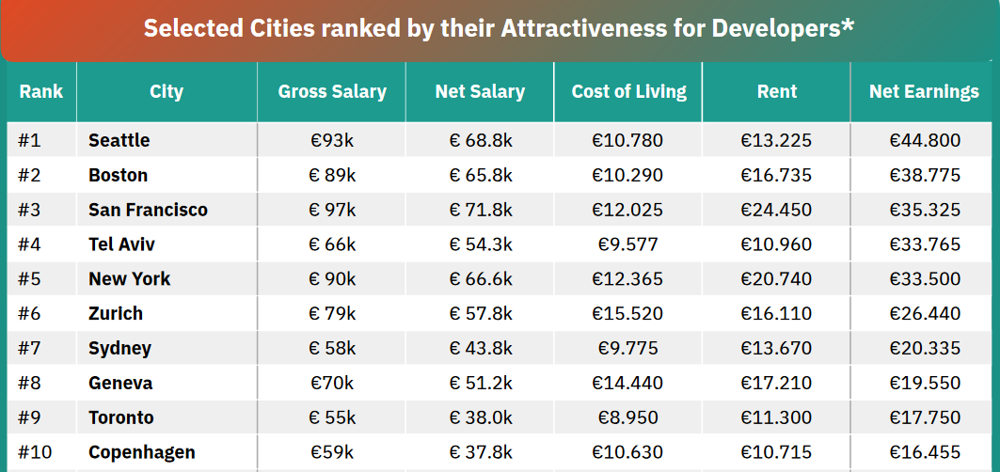 Selected Cities ranked by their Attractiveness for Developers*
Rank City Gross Salary Net Salary Cost of Living Rent Net Earnings
#1 Seattle €93k € 68.8k €10.780 €13.225 €44.800
#2 Boston € 89k € 65.8k €10.290 €16.735 €38.775
#3 San Francisco € 97k € 71.8k €12.025 €24.450 €35.325
#4 Tel Aviv € 66k € 54.3k €9.577 €10.960 €33.765
#5 New York € 90k € 66.6k €12.365 €20.740 €33.500
#6 Zurich € 79k € 57.8k €15.520 €16.110 €26.440
#7 Sydney € 58k € 43.8k €9.775 €13.670 €20.335
#8 Geneva €70k € 51.2k €14.440 €17.210 €19.550
#9 Toronto € 55k € 38.0k €8.950 €11.300 €17.750
#10 Copenhagen €59k € 37.8k €10.630 €10.715 €16.455